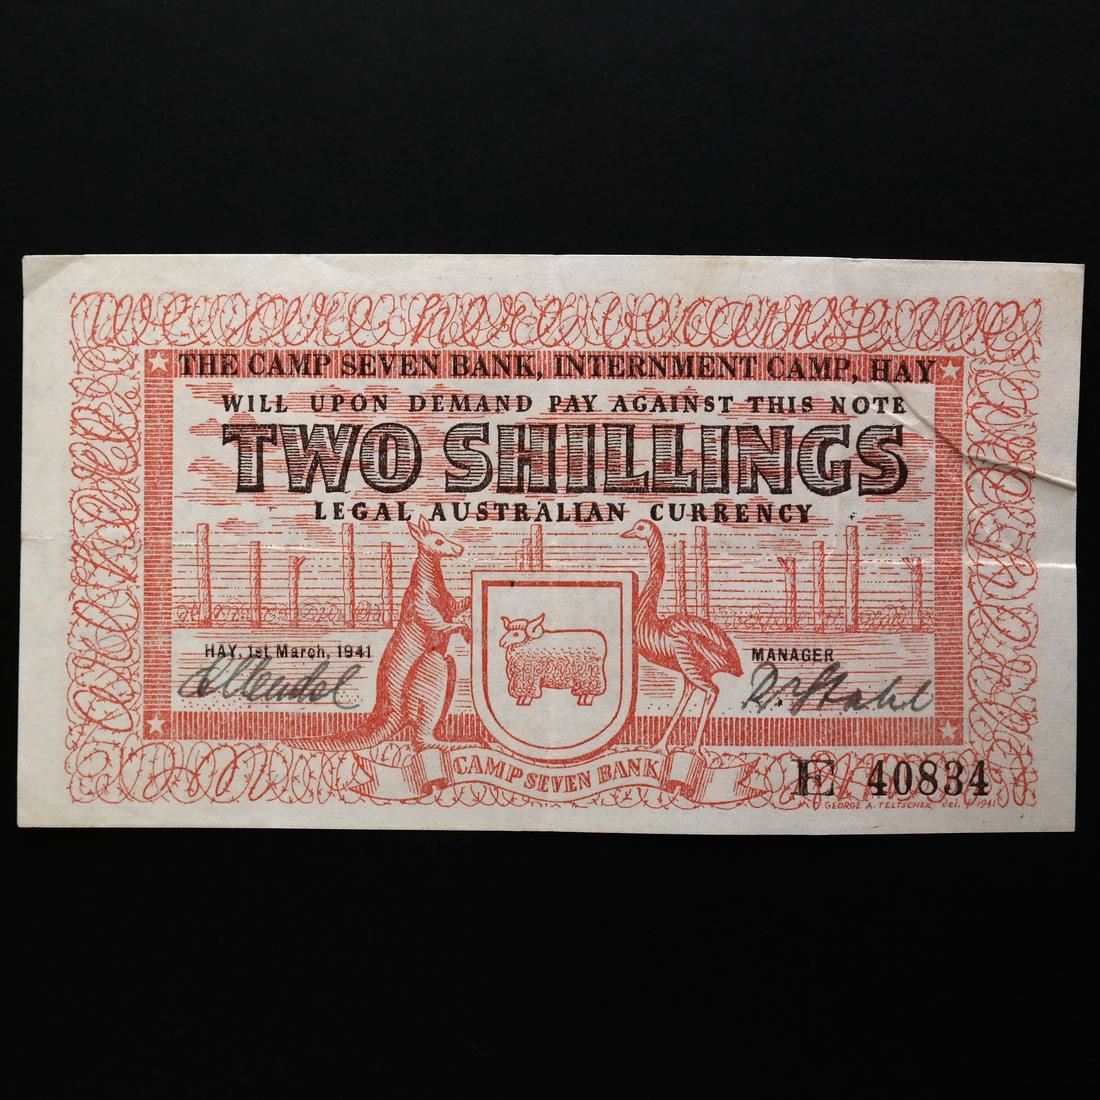 THE CAMP SEVEN BANK, INTERNMENT CAMP, HAY
WILL UPON DEMAND PAY AGAINST THIS NOTE
TWO SHILLINGS
LEGAL AUSTRALIAN CURRENCY
HAY, 1st March, 1941
MANAGER
CAMP SEVEN BANK
E 40834
GEORGE A. TELTSCHER del. 1941